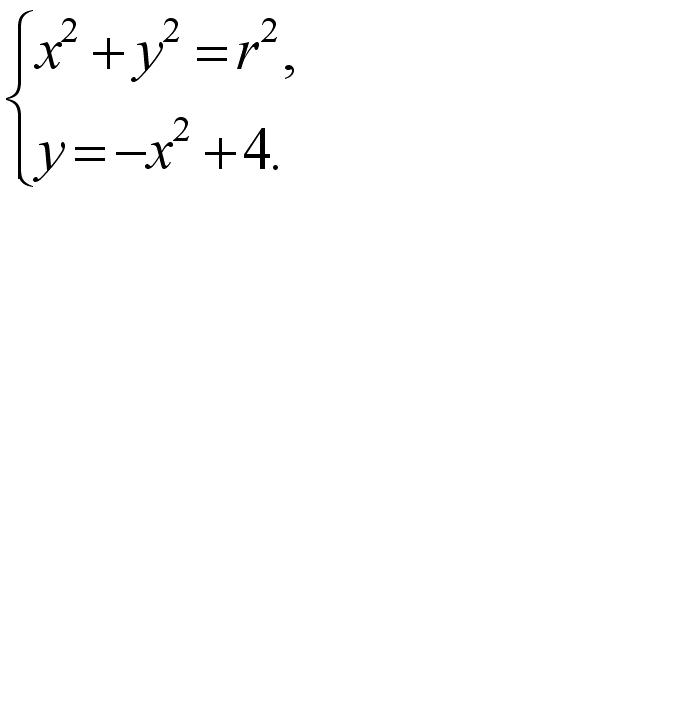 x² + y² = r²,
y = −x² + 4.